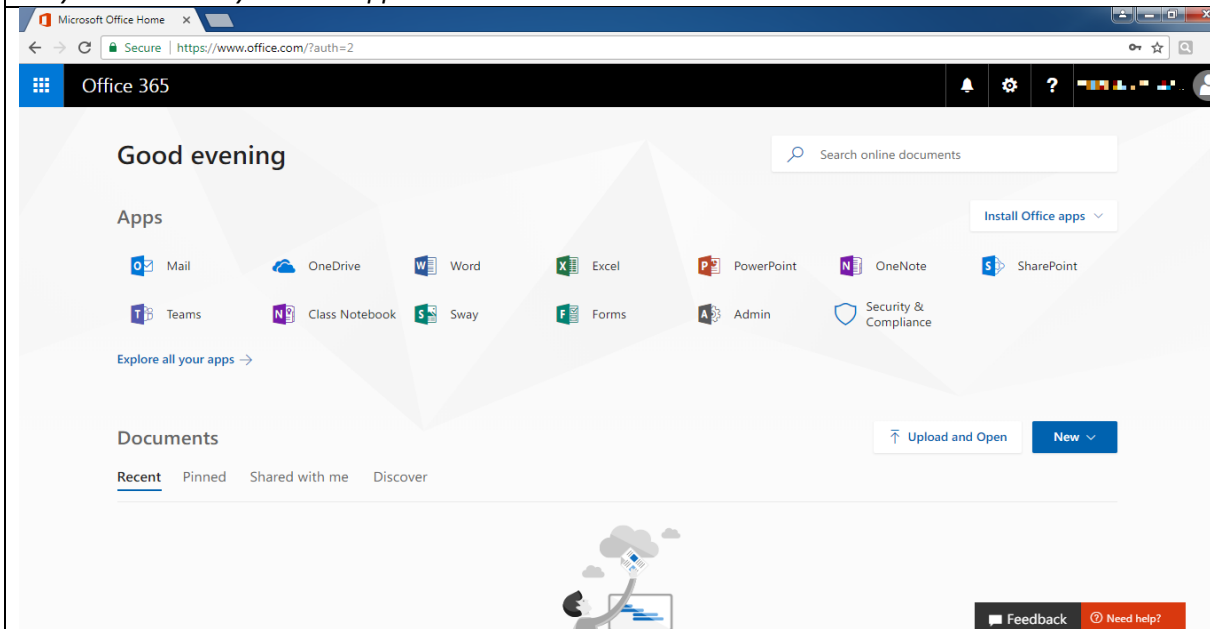 Microsoft Office Home
Secure | https://www.office.com/?auth=2
Office 365
Good evening
Search online documents
Apps
Install Office apps
Mail OneDrive Word Excel PowerPoint OneNote SharePoint
Teams Class Notebook Sway Forms Admin Security &
Compliance
Explore all your apps →
Documents
Upload and Open New
Recent Pinned Shared with me Discover
Feedback Need help?